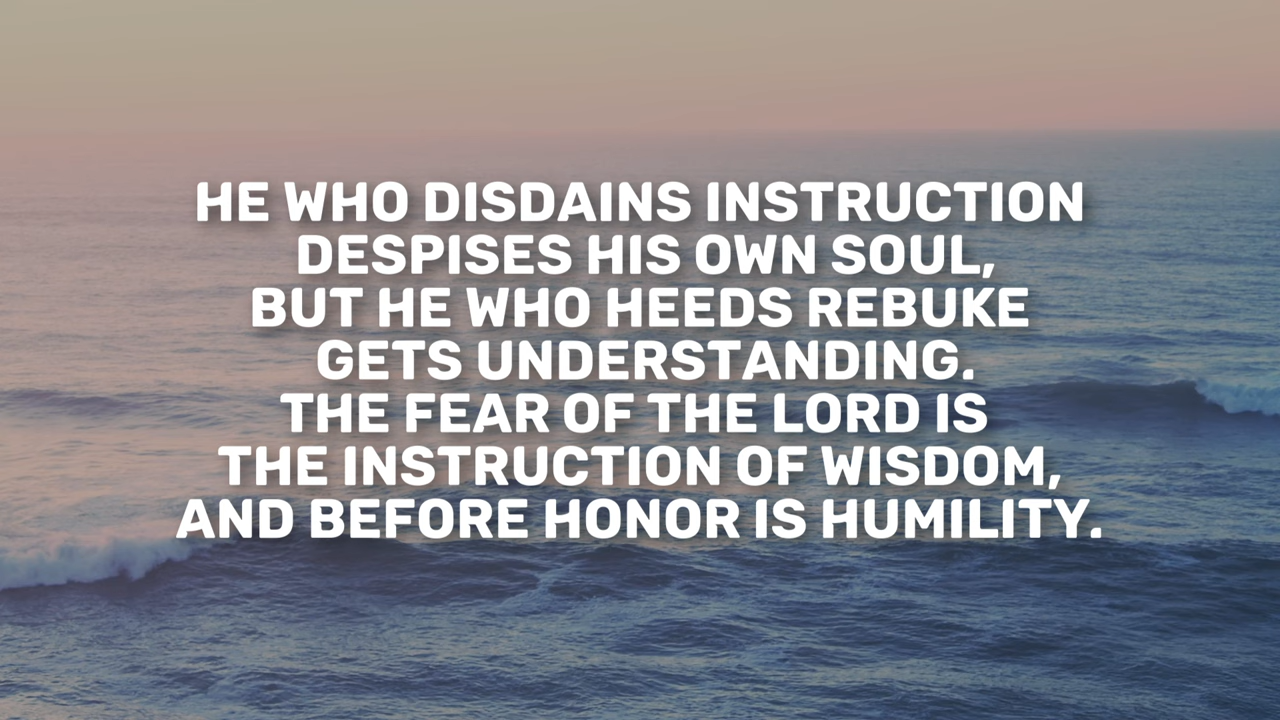 HE WHO DISDAINS INSTRUCTION
DESPISES HIS OWN SOUL,
BUT HE WHO HEEDS REBUKE
GETS UNDERSTANDING.
THE FEAR OF THE LORD IS
THE INSTRUCTION OF WISDOM,
AND BEFORE HONOR IS HUMILITY.